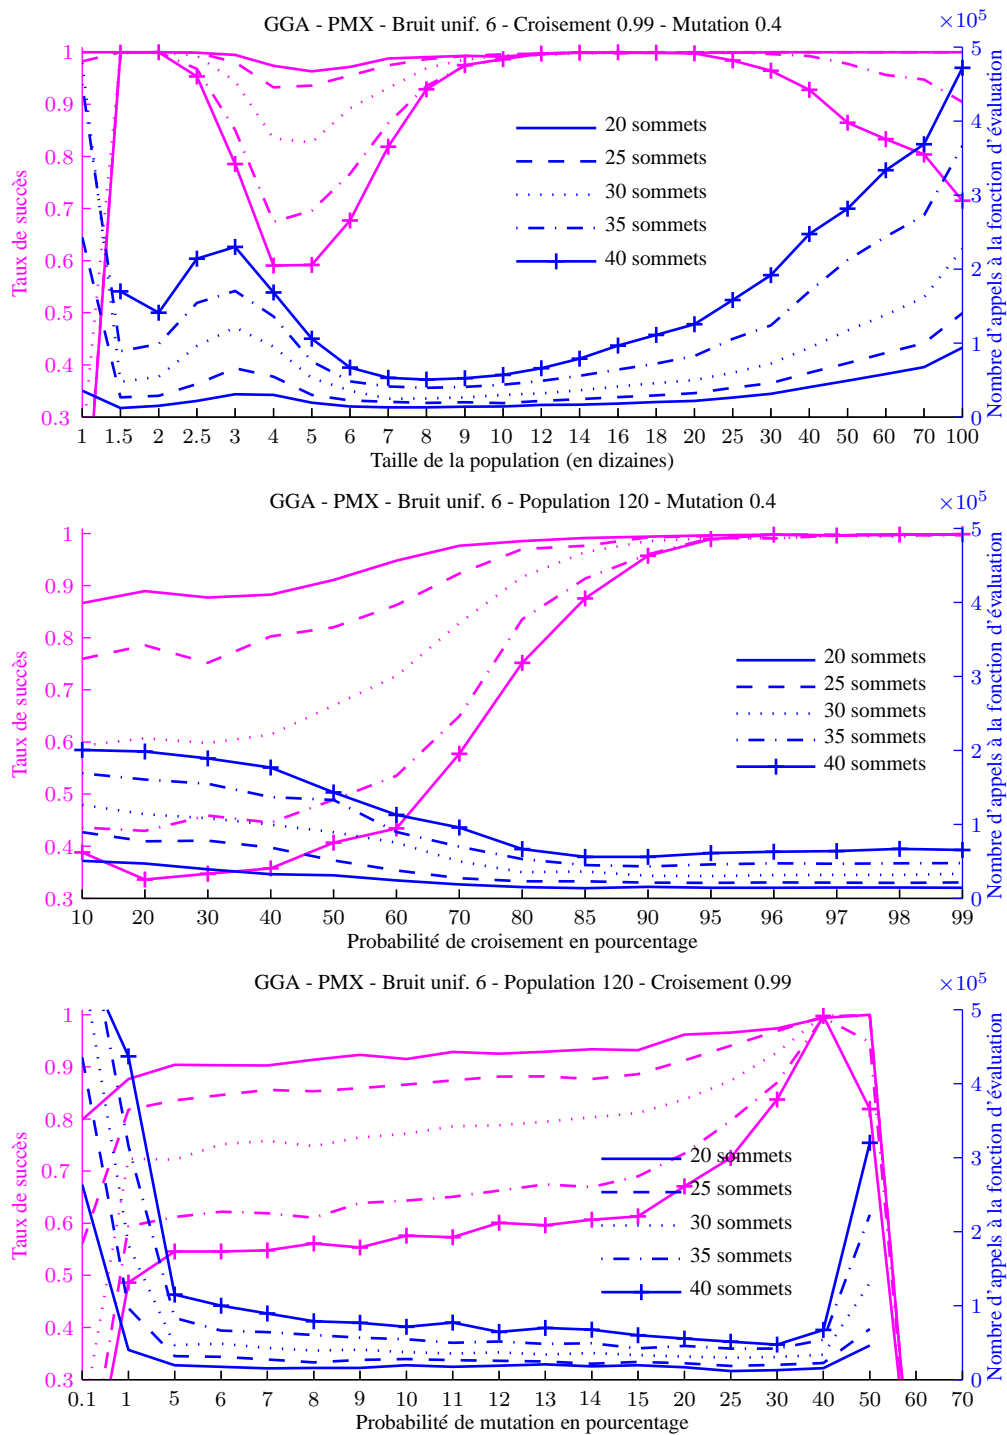 GGA - PMX - Bruit unif. 6 - Croisement 0.99 - Mutation 0.4
×10⁵
1
0.9
0.8
0.7
0.6
0.5
0.4
0.3
Taux de succès
20 sommets
25 sommets
30 sommets
35 sommets
40 sommets
5
4
3
2
1
0
Nombre d'appels à la fonction d'évaluation
1 1.5 2 2.5 3 4 5 6 7 8 9 10 12 14 16 18 20 25 30 40 50 60 70 100
Taille de la population (en dizaines)
GGA - PMX - Bruit unif. 6 - Population 120 - Mutation 0.4
×10⁵
1
0.9
0.8
0.7
0.6
0.5
0.4
0.3
Taux de succès
20 sommets
25 sommets
30 sommets
35 sommets
40 sommets
5
4
3
2
1
0
Nombre d'appels à la fonction d'évaluation
10 20 30 40 50 60 70 80 85 90 95 96 97 98 99
Probabilité de croisement en pourcentage
GGA - PMX - Bruit unif. 6 - Population 120 - Croisement 0.99
×10⁵
1
0.9
0.8
0.7
0.6
0.5
0.4
0.3
Taux de succès
20 sommets
25 sommets
30 sommets
35 sommets
40 sommets
5
4
3
2
1
0
Nombre d'appels à la fonction d'évaluation
0.1 1 5 6 7 8 9 10 11 12 13 14 15 20 25 30 40 50 60 70
Probabilité de mutation en pourcentage